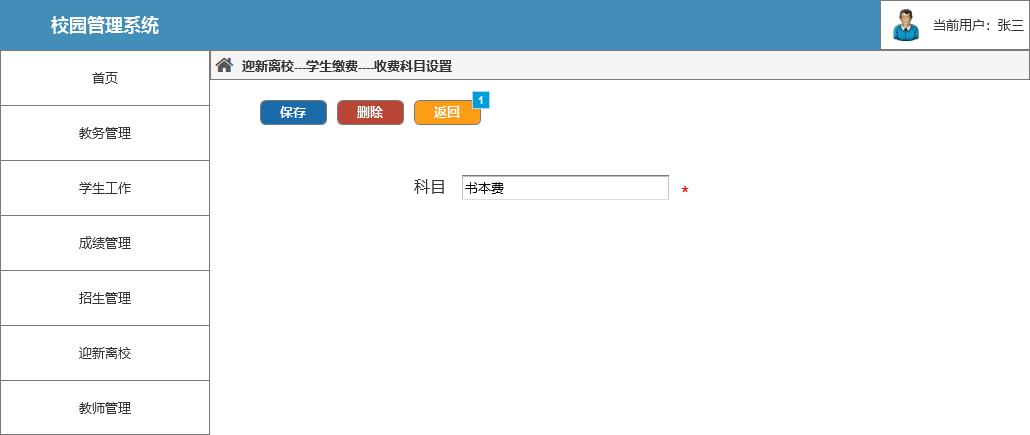 校园管理系统
当前用户：张三
首页
教务管理
学生工作
成绩管理
招生管理
迎新离校
教师管理
迎新离校---学生缴费----收费科目设置
保存
删除
返回
1
科目
书本费
*